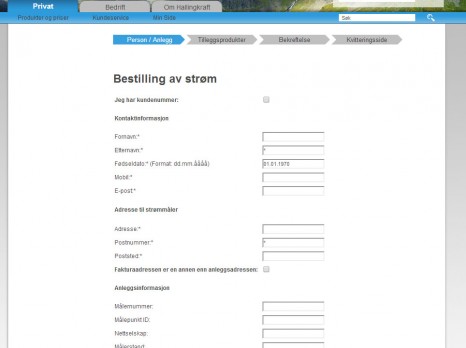 Privat Bedrift Om Hallingkraft
Produkter og priser Kundeservice Min Side Søk
Person / Anlegg Tilleggsprodukter Bekreftelse Kvitteringsside
Bestilling av strøm
Jeg har kundenummer:
Kontaktinformasjon
Fornavn:*
Etternavn:* *
Fødselsdato:* (Format: dd.mm.åååå) 01.01.1970
Mobil:*
E-post:*
Adresse til strømmåler
Adresse:*
Postnummer:* *
Poststed:*
Fakturaadressen er en annen enn anleggsadressen:
Anleggsinformasjon
Målernummer:
Målepunkt ID:
Nettselskap:
Målerstand: